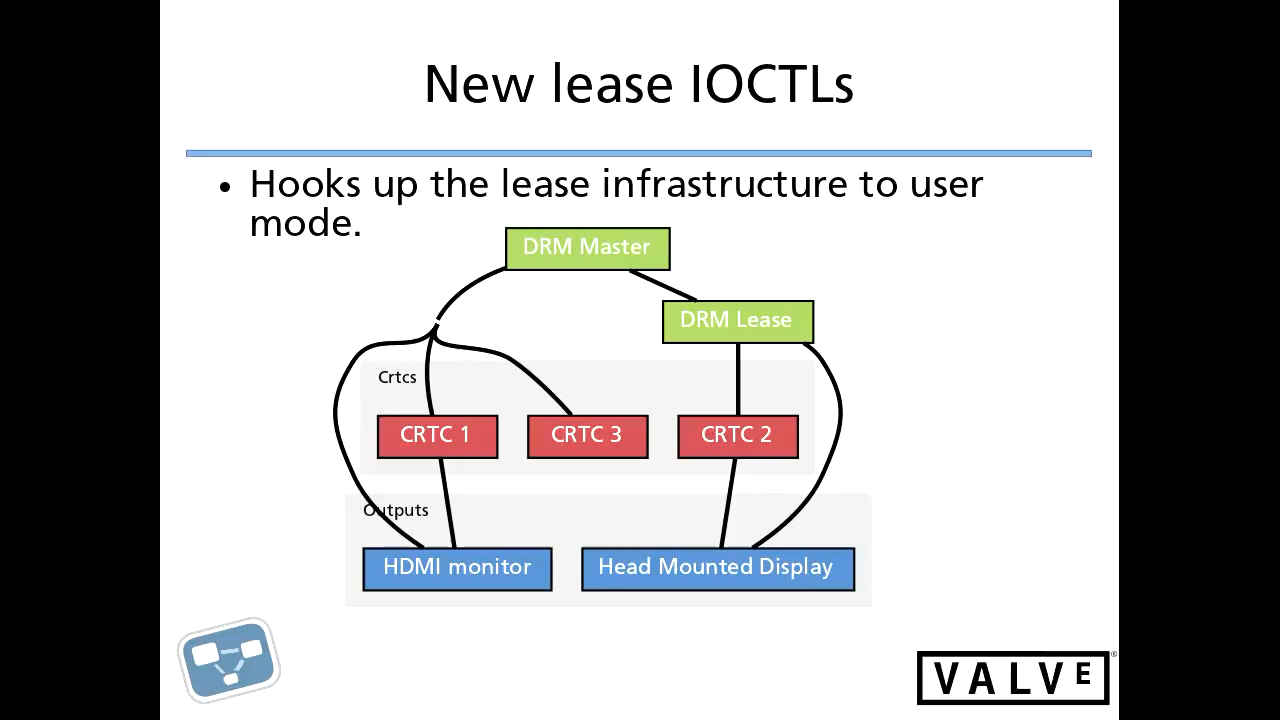 New lease IOCTLs
• Hooks up the lease infrastructure to user
mode.
DRM Master
DRM Lease
Crtcs
CRTC 1
CRTC 3
CRTC 2
Outputs
HDMI monitor
Head Mounted Display
VALVE®